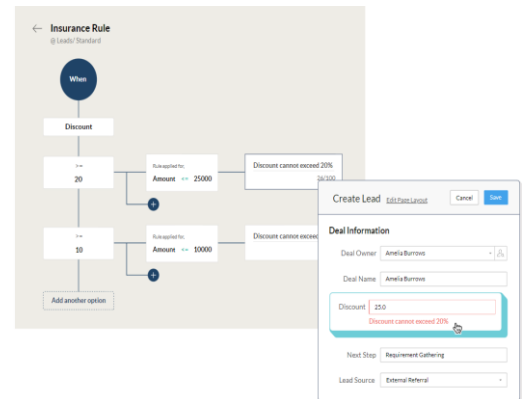 Insurance Rule
@ Leads/ Standard
When
Discount
>=
20
Rule applied for,
Amount >= 25000
Discount cannot exceed 20%
26/100
10
Rule applied for,
Amount >= 10000
Discount cannot exceed
Add another option
Create Lead Edit Page Layout Cancel Save
Deal Information
Deal Owner Amelia Burrows
Deal Name Amelia Burrows
Discount 25.0
Discount cannot exceed 20%
Next Step Requirement Gathering
Lead Source External Referral